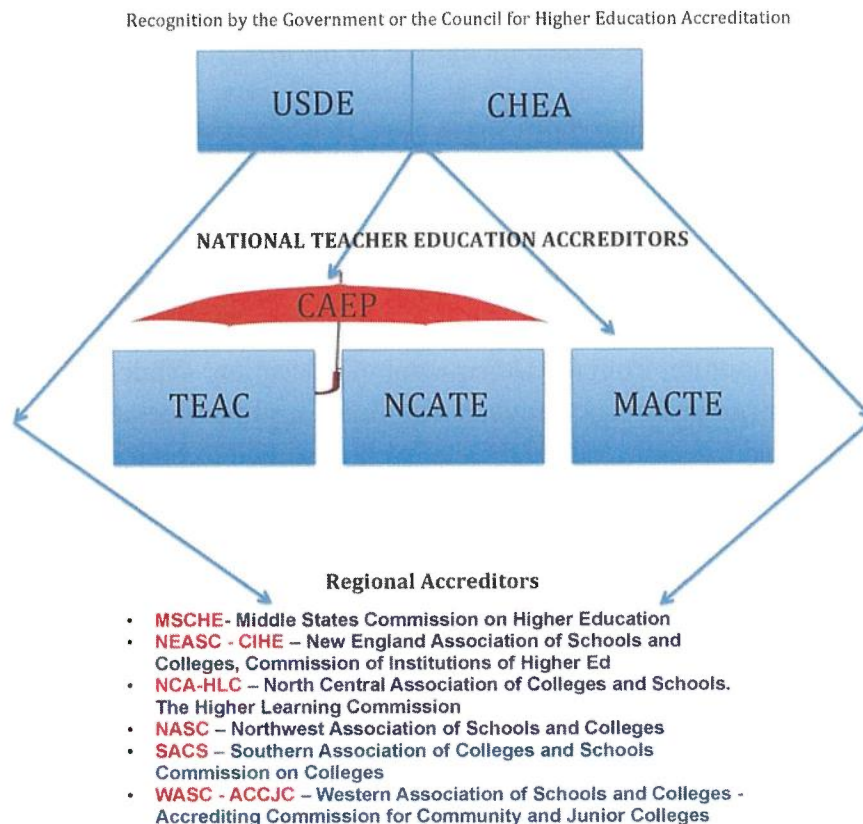 Recognition by the Government or the Council for Higher Education Accreditation
USDE
CHEA
NATIONAL TEACHER EDUCATION ACCREDITORS
CAEP
TEAC
NCATE
MACTE
Regional Accreditors
• MSCHE- Middle States Commission on Higher Education
• NEASC - CIHE – New England Association of Schools and
Colleges, Commission of Institutions of Higher Ed
• NCA-HLC – North Central Association of Colleges and Schools.
The Higher Learning Commission
• NASC – Northwest Association of Schools and Colleges
• SACS – Southern Association of Colleges and Schools
Commission on Colleges
• WASC - ACCJC – Western Association of Schools and Colleges -
Accrediting Commission for Community and Junior Colleges